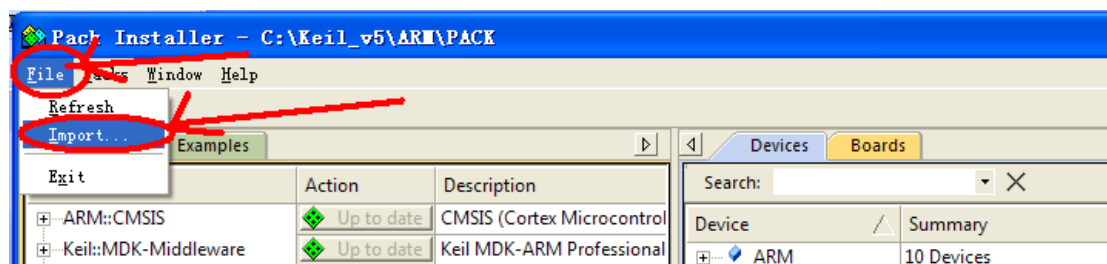 Pack Installer - C:\Keil_v5\ARM\PACK
File Packs Window Help
Refresh
Import...
Exit
Examples
Action Description
ARM::CMSIS Up to date CMSIS (Cortex Microcontrol
Keil::MDK-Middleware Up to date Keil MDK-ARM Professional
Devices Boards
Search:
Device Summary
ARM 10 Devices